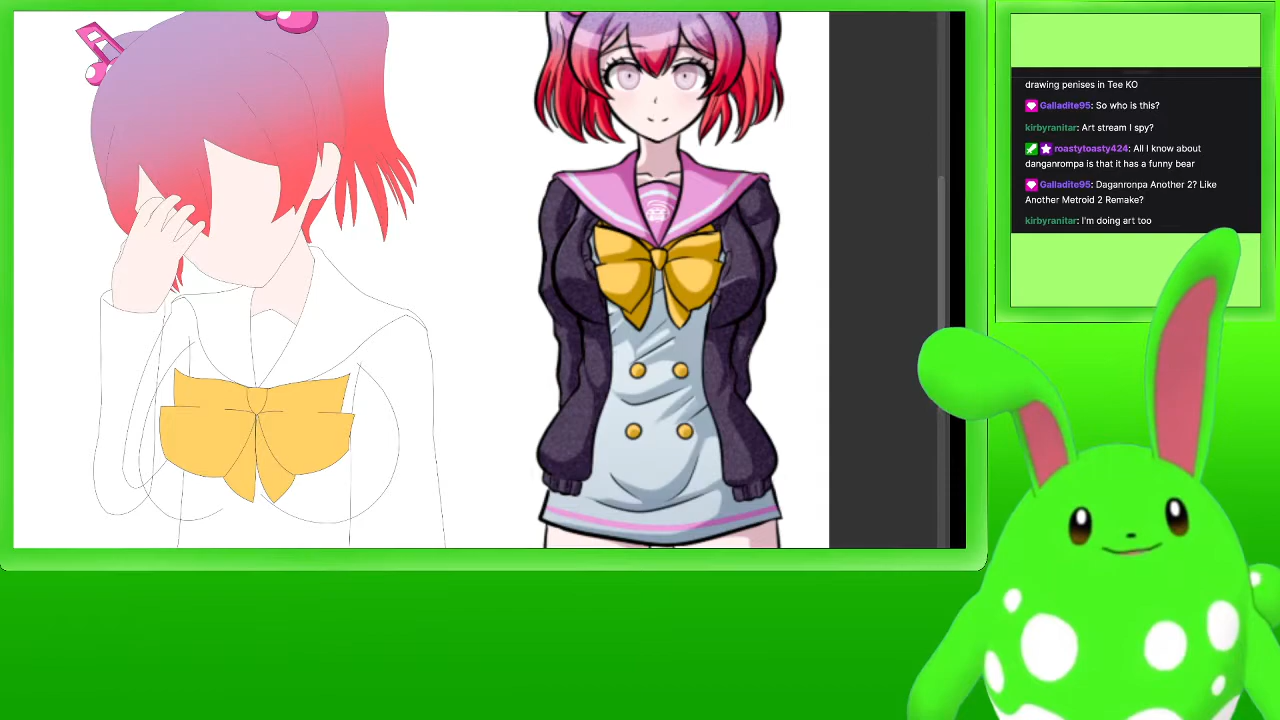 drawing penises in Tee KO
Galladite95: So who is this?
kirbyranitar: Art stream I spy?
roastytoasty424: All I know about
danganrompa is that it has a funny bear
Galladite95: Daganronpa Another 2? Like
Another Metroid 2 Remake?
kirbyranitar: I'm doing art too